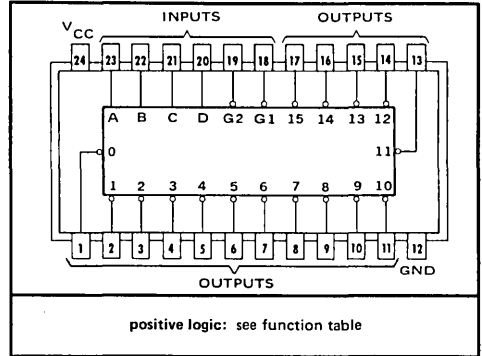 INPUTS OUTPUTS
VCC
24 23 22 21 20 19 18 17 16 15 14 13
A B C D G2 G1 15 14 13 12
0 11
1 2 3 4 5 6 7 8 9 10
1 2 3 4 5 6 7 8 9 10 11 12
OUTPUTS GND
positive logic: see function table